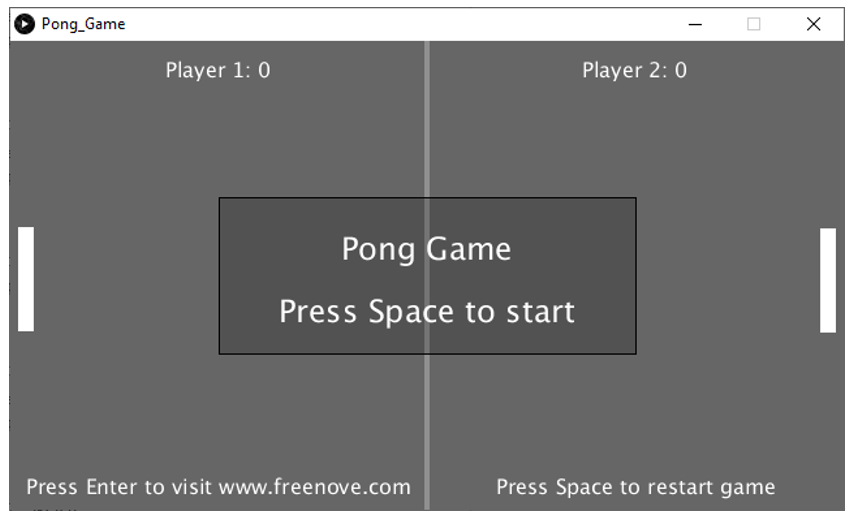 Pong_Game
Player 1: 0
Player 2: 0
Pong Game
Press Space to start
Press Enter to visit www.freenove.com
Press Space to restart game